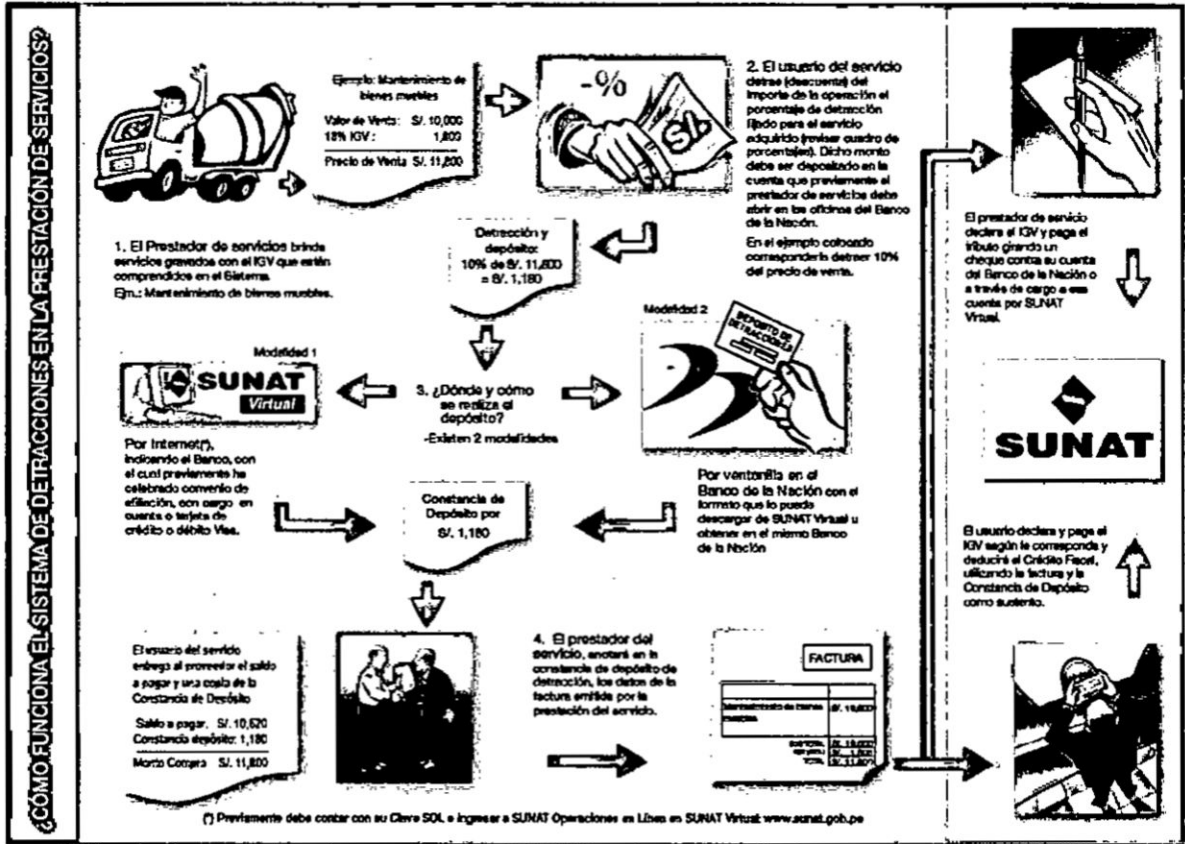 ¿CÓMO FUNCIONA EL SISTEMA DE DETRACCIONES EN LA PRESTACIÓN DE SERVICIOS?
Ejemplo: Mantenimiento de
bienes muebles
Valor de Venta: S/. 10,000
18% IGV: 1,800
Precio de Venta S/. 11,800
1. El Prestador de servicios brinda
servicios gravados con el IGV que están
comprendidos en el Sistema.
Ejm.: Mantenimiento de bienes muebles.
-%
S/.
2. El usuario del servicio
detrae (descuenta) del
importe de la operación el
porcentaje de detracción
fijado para el servicio
adquirido (revisar cuadro de
porcentajes). Dicho monto
debe ser depositado en la
cuenta que previamente el
prestador de servicios debe
abrir en las oficinas del Banco
de la Nación.
En el ejemplo colocado
correspondería detraer 10%
del precio de venta.
Detracción y
depósito:
10% de S/. 11,800
= S/. 1,180
3. ¿Dónde y cómo
se realiza el
depósito?
-Existen 2 modalidades
Modalidad 1
SUNAT
Virtual
Por Internet(*),
indicando el Banco, con
el cual previamente ha
celebrado convenio de
afiliación, con cargo en
cuenta o tarjeta de
crédito o débito Visa.
Modalidad 2
DEPOSITO DE
DETRACCIONES
Por ventanilla en el
Banco de la Nación con el
formato que lo puede
descargar de SUNAT Virtual u
obtener en el mismo Banco
de la Nación
Constancia de
Depósito por
S/. 1,180
El usuario del servicio
entrega al proveedor el saldo
a pagar y una copia de la
Constancia de Depósito
Saldo a pagar. S/. 10,620
Constancia depósito: 1,180
Monto Compra S/. 11,800
4. El prestador del
servicio, anotará en la
constancia de depósito de
detracción, los datos de la
factura emitida por la
prestación del servicio.
FACTURA
Mantenimiento de bienes S/. 10,000
muebles
SUB TOTAL S/. 10,000
S/. 1,800
TOTAL S/. 11,800
El prestador de servicio
declara el IGV y paga el
tributo girando un
cheque contra su cuenta
del Banco de la Nación o
a través de cargo a esa
cuenta por SUNAT
Virtual.
SUNAT
El usuario declara y paga el
IGV según le corresponda y
deducirá el Crédito Fiscal,
utilizando la factura y la
Constancia de Depósito
como sustento.
(*) Previamente debe contar con su Clave SOL e ingresar a SUNAT Operaciones en Línea en SUNAT Virtual: www.sunat.gob.pe